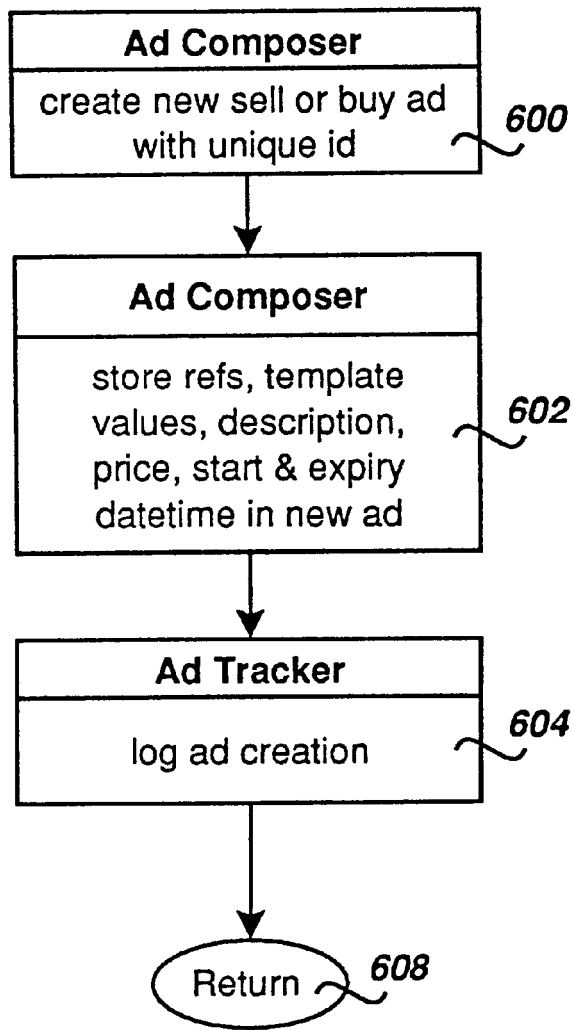 Ad Composer
create new sell or buy ad
with unique id
600
Ad Composer
store refs, template
values, description,
price, start & expiry
datetime in new ad
602
Ad Tracker
log ad creation
604
Return
608